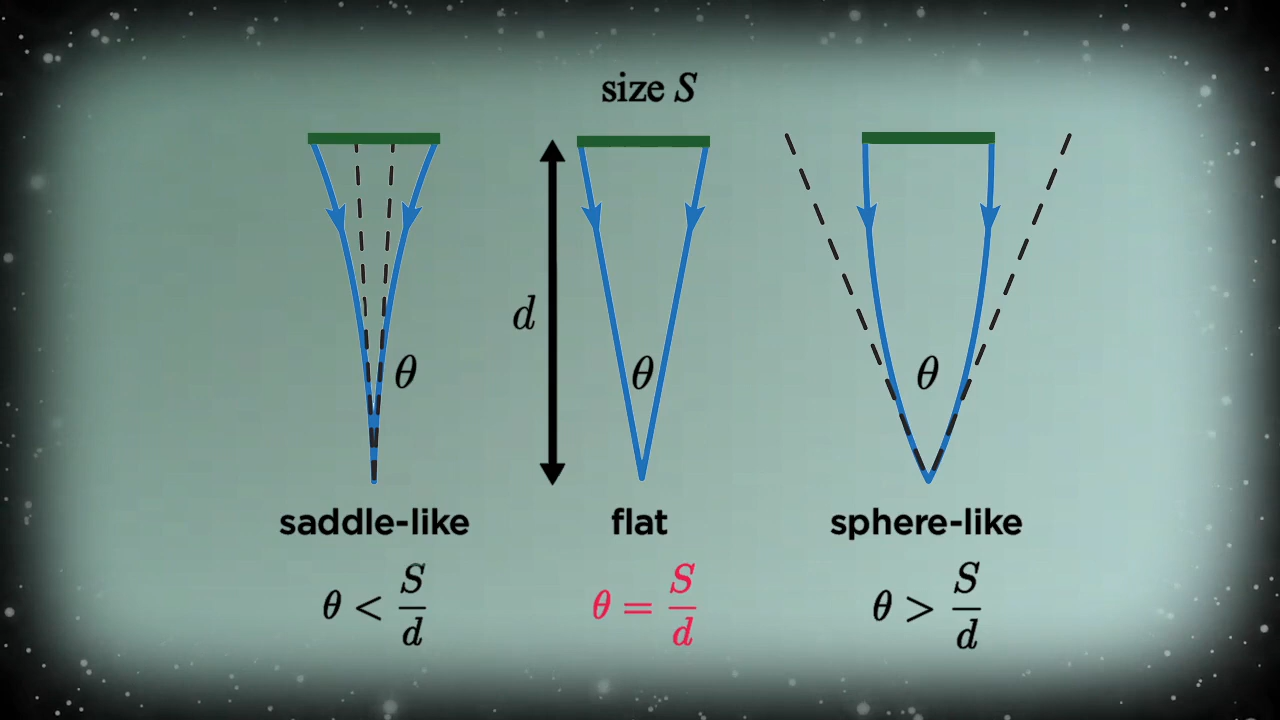 size S
d
θ
θ
θ
saddle-like
flat
sphere-like
θ < S/d
θ = S/d
θ > S/d